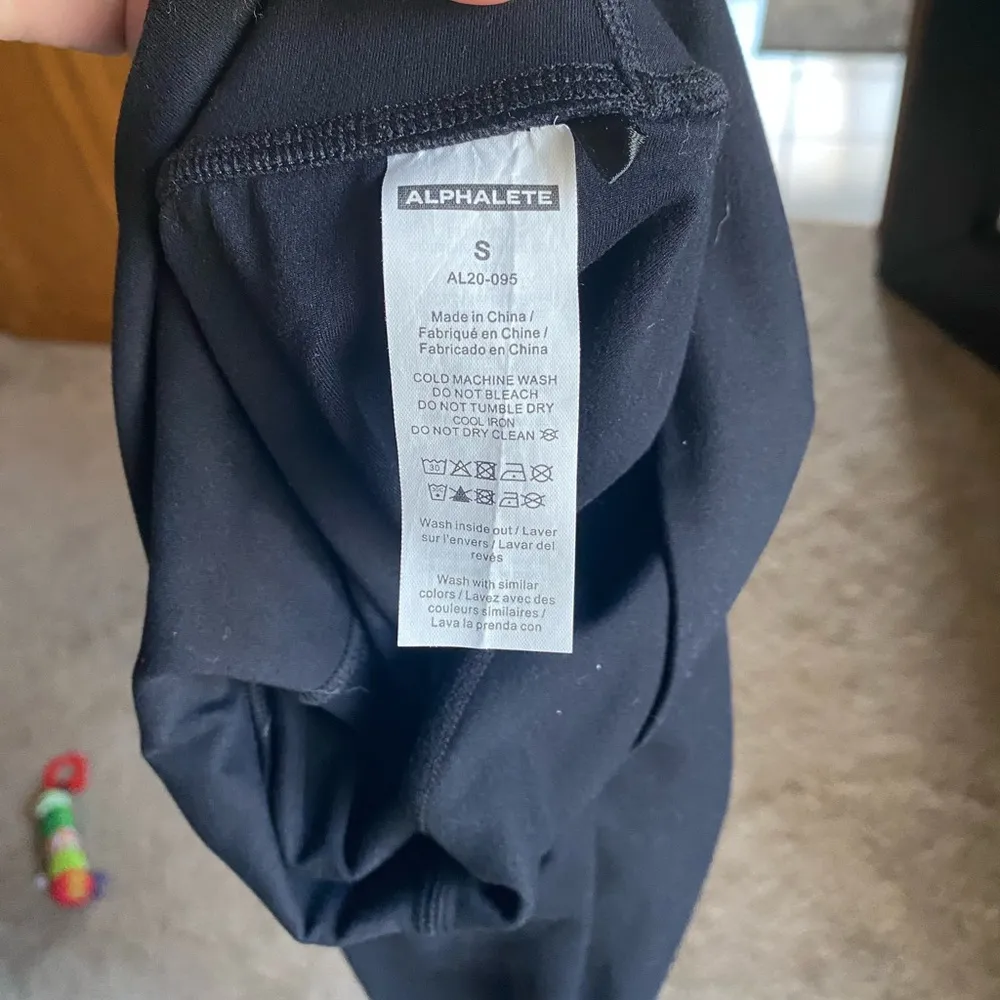 ALPHALETE
S
AL20-095
Made in China /
Fabriqué en Chine /
Fabricado en China
COLD MACHINE WASH
DO NOT BLEACH
DO NOT TUMBLE DRY
COOL IRON
DO NOT DRY CLEAN
30
Wash inside out / Laver
sur l'envers / Lavar del
revés
Wash with similar
colors / Lavez avec des
couleurs similaires /
Lava la prenda con